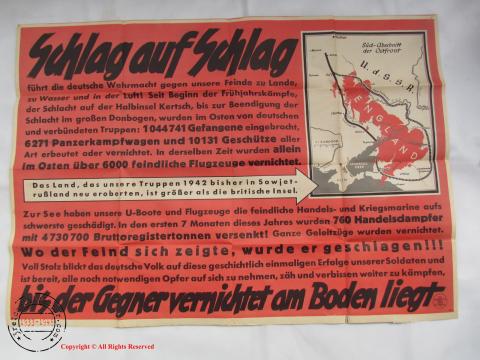 Schlag auf Schlag
führt die deutsche Wehrmacht gegen unsere Feinde zu Lande,
zu Wasser und in der Luft! Seit Beginn der Frühjahrskämpfe,
der Schlacht auf der Halbinsel Kertsch, bis zur Beendigung der
Schlacht im großen Donbogen, wurden im Osten von deutschen
und verbündeten Truppen: 1044741 Gefangene eingebracht,
6271 Panzerkampfwagen und 10131 Geschütze aller
Art erbeutet oder vernichtet. In derselben Zeit wurden allein
im Osten über 6000 feindliche Flugzeuge vernichtet.
Das Land, das unsere Truppen 1942 bisher in Sowjet-
rußland neu eroberten, ist größer als die britische Insel.
Süd-Abschnitt
der Ostfront
U.d.S.S.R.
ENGLAND
Zur See haben unsere U-Boote und Flugzeuge die feindliche Handels- und Kriegsmarine aufs
schwerste geschädigt. In den ersten 7 Monaten dieses Jahres wurden 760 Handelsdampfer
mit 4730700 Bruttoregistertonnen versenkt! Ganze Geleitzüge wurden vernichtet.
Wo der Feind sich zeigte, wurde er geschlagen!!!
Voll Stolz blickt das deutsche Volk auf diese geschichtlich einmaligen Erfolge unserer Soldaten und
ist bereit, alle noch notwendigen Opfer auf sich zu nehmen, zäh und verbissen weiter zu kämpfen,
bis der Gegner vernichtet am Boden liegt
Copyright © All Rights Reserved